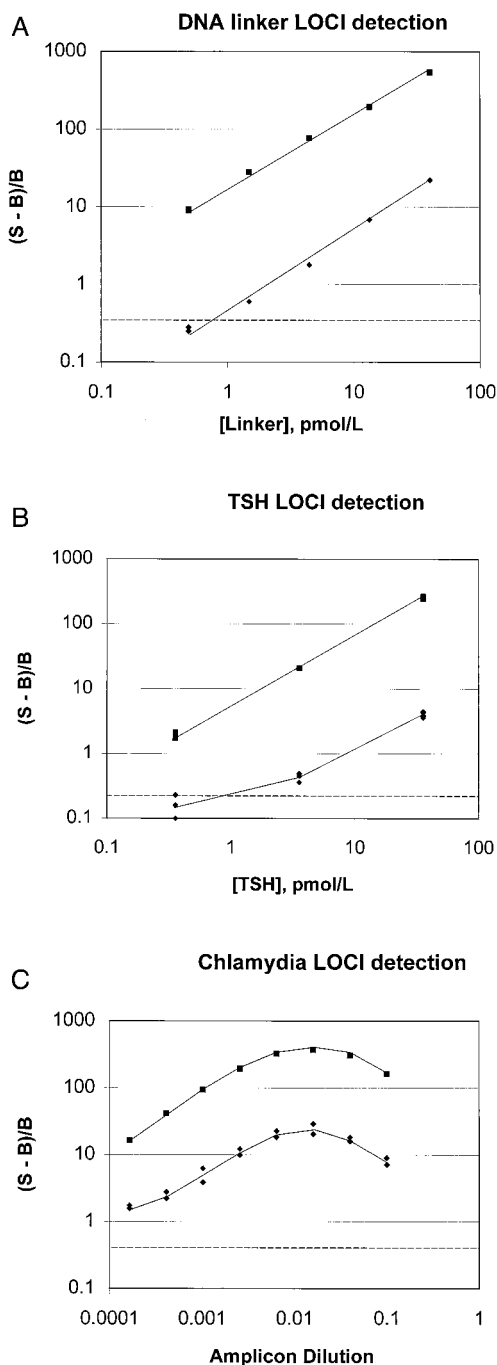 A
DNA linker LOCI detection
1000
100
10
1
0.1
(S - B)/B
0.1 1 10 100
[Linker], pmol/L
B
TSH LOCI detection
1000
100
10
1
0.1
(S - B)/B
0.1 1 10 100
[TSH], pmol/L
Chlamydia LOCI detection
C
1000
100
10
1
0.1
(S - B)/B
0.0001 0.001 0.01 0.1 1
Amplicon Dilution